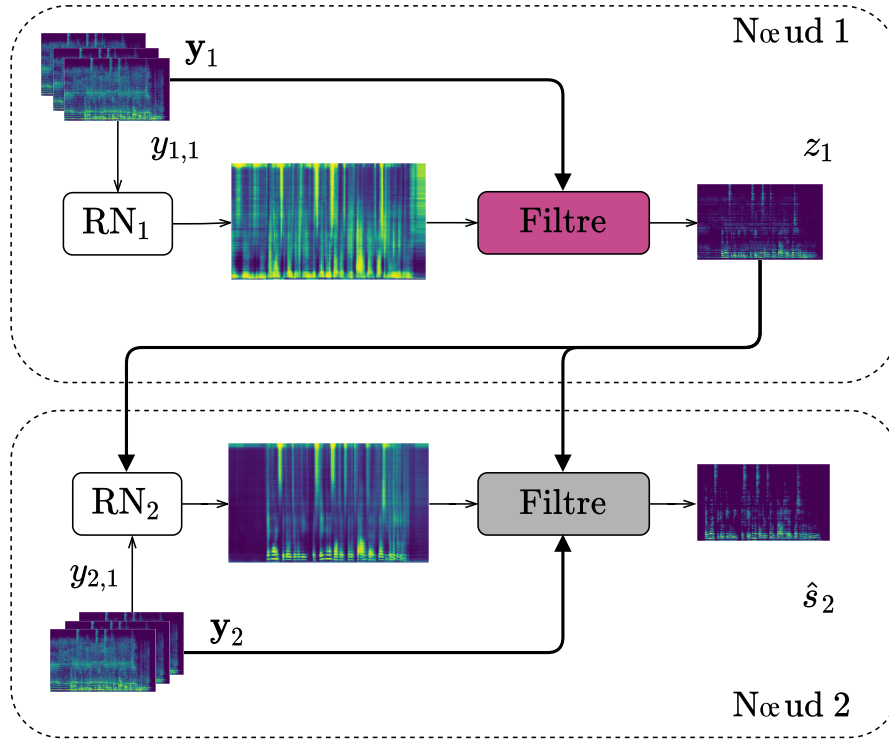 Nœud 1
𝐲₁
y₁,₁
z₁
RN₁
Filtre
RN₂
Filtre
y₂,₁
ŝ₂
𝐲₂
Nœud 2